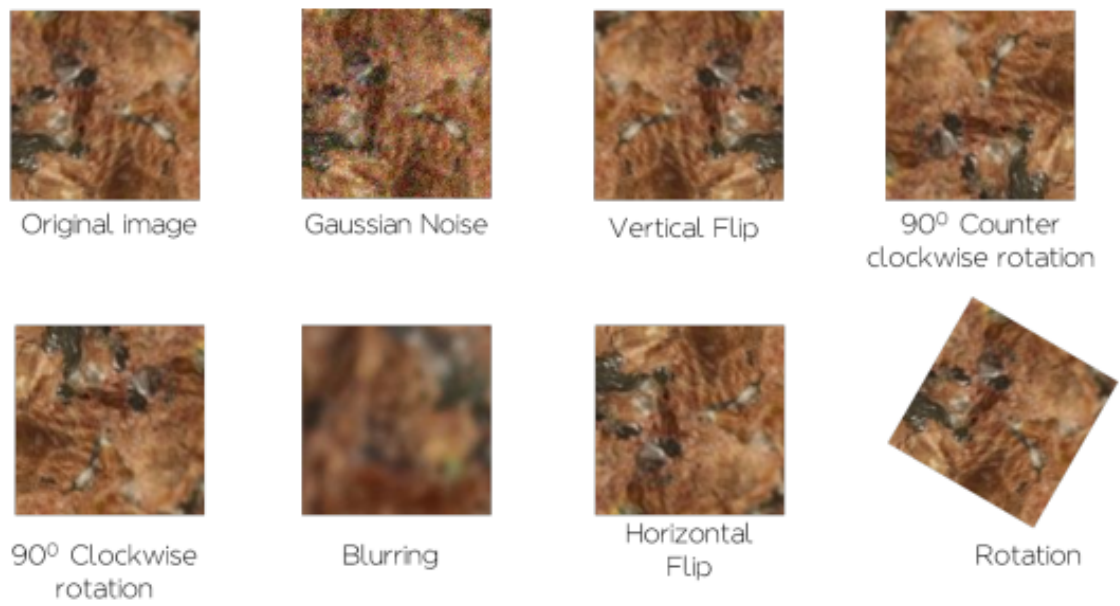 Original image
Gaussian Noise
Vertical Flip
90⁰ Counter
clockwise rotation
90⁰ Clockwise
rotation
Blurring
Horizontal
Flip
Rotation